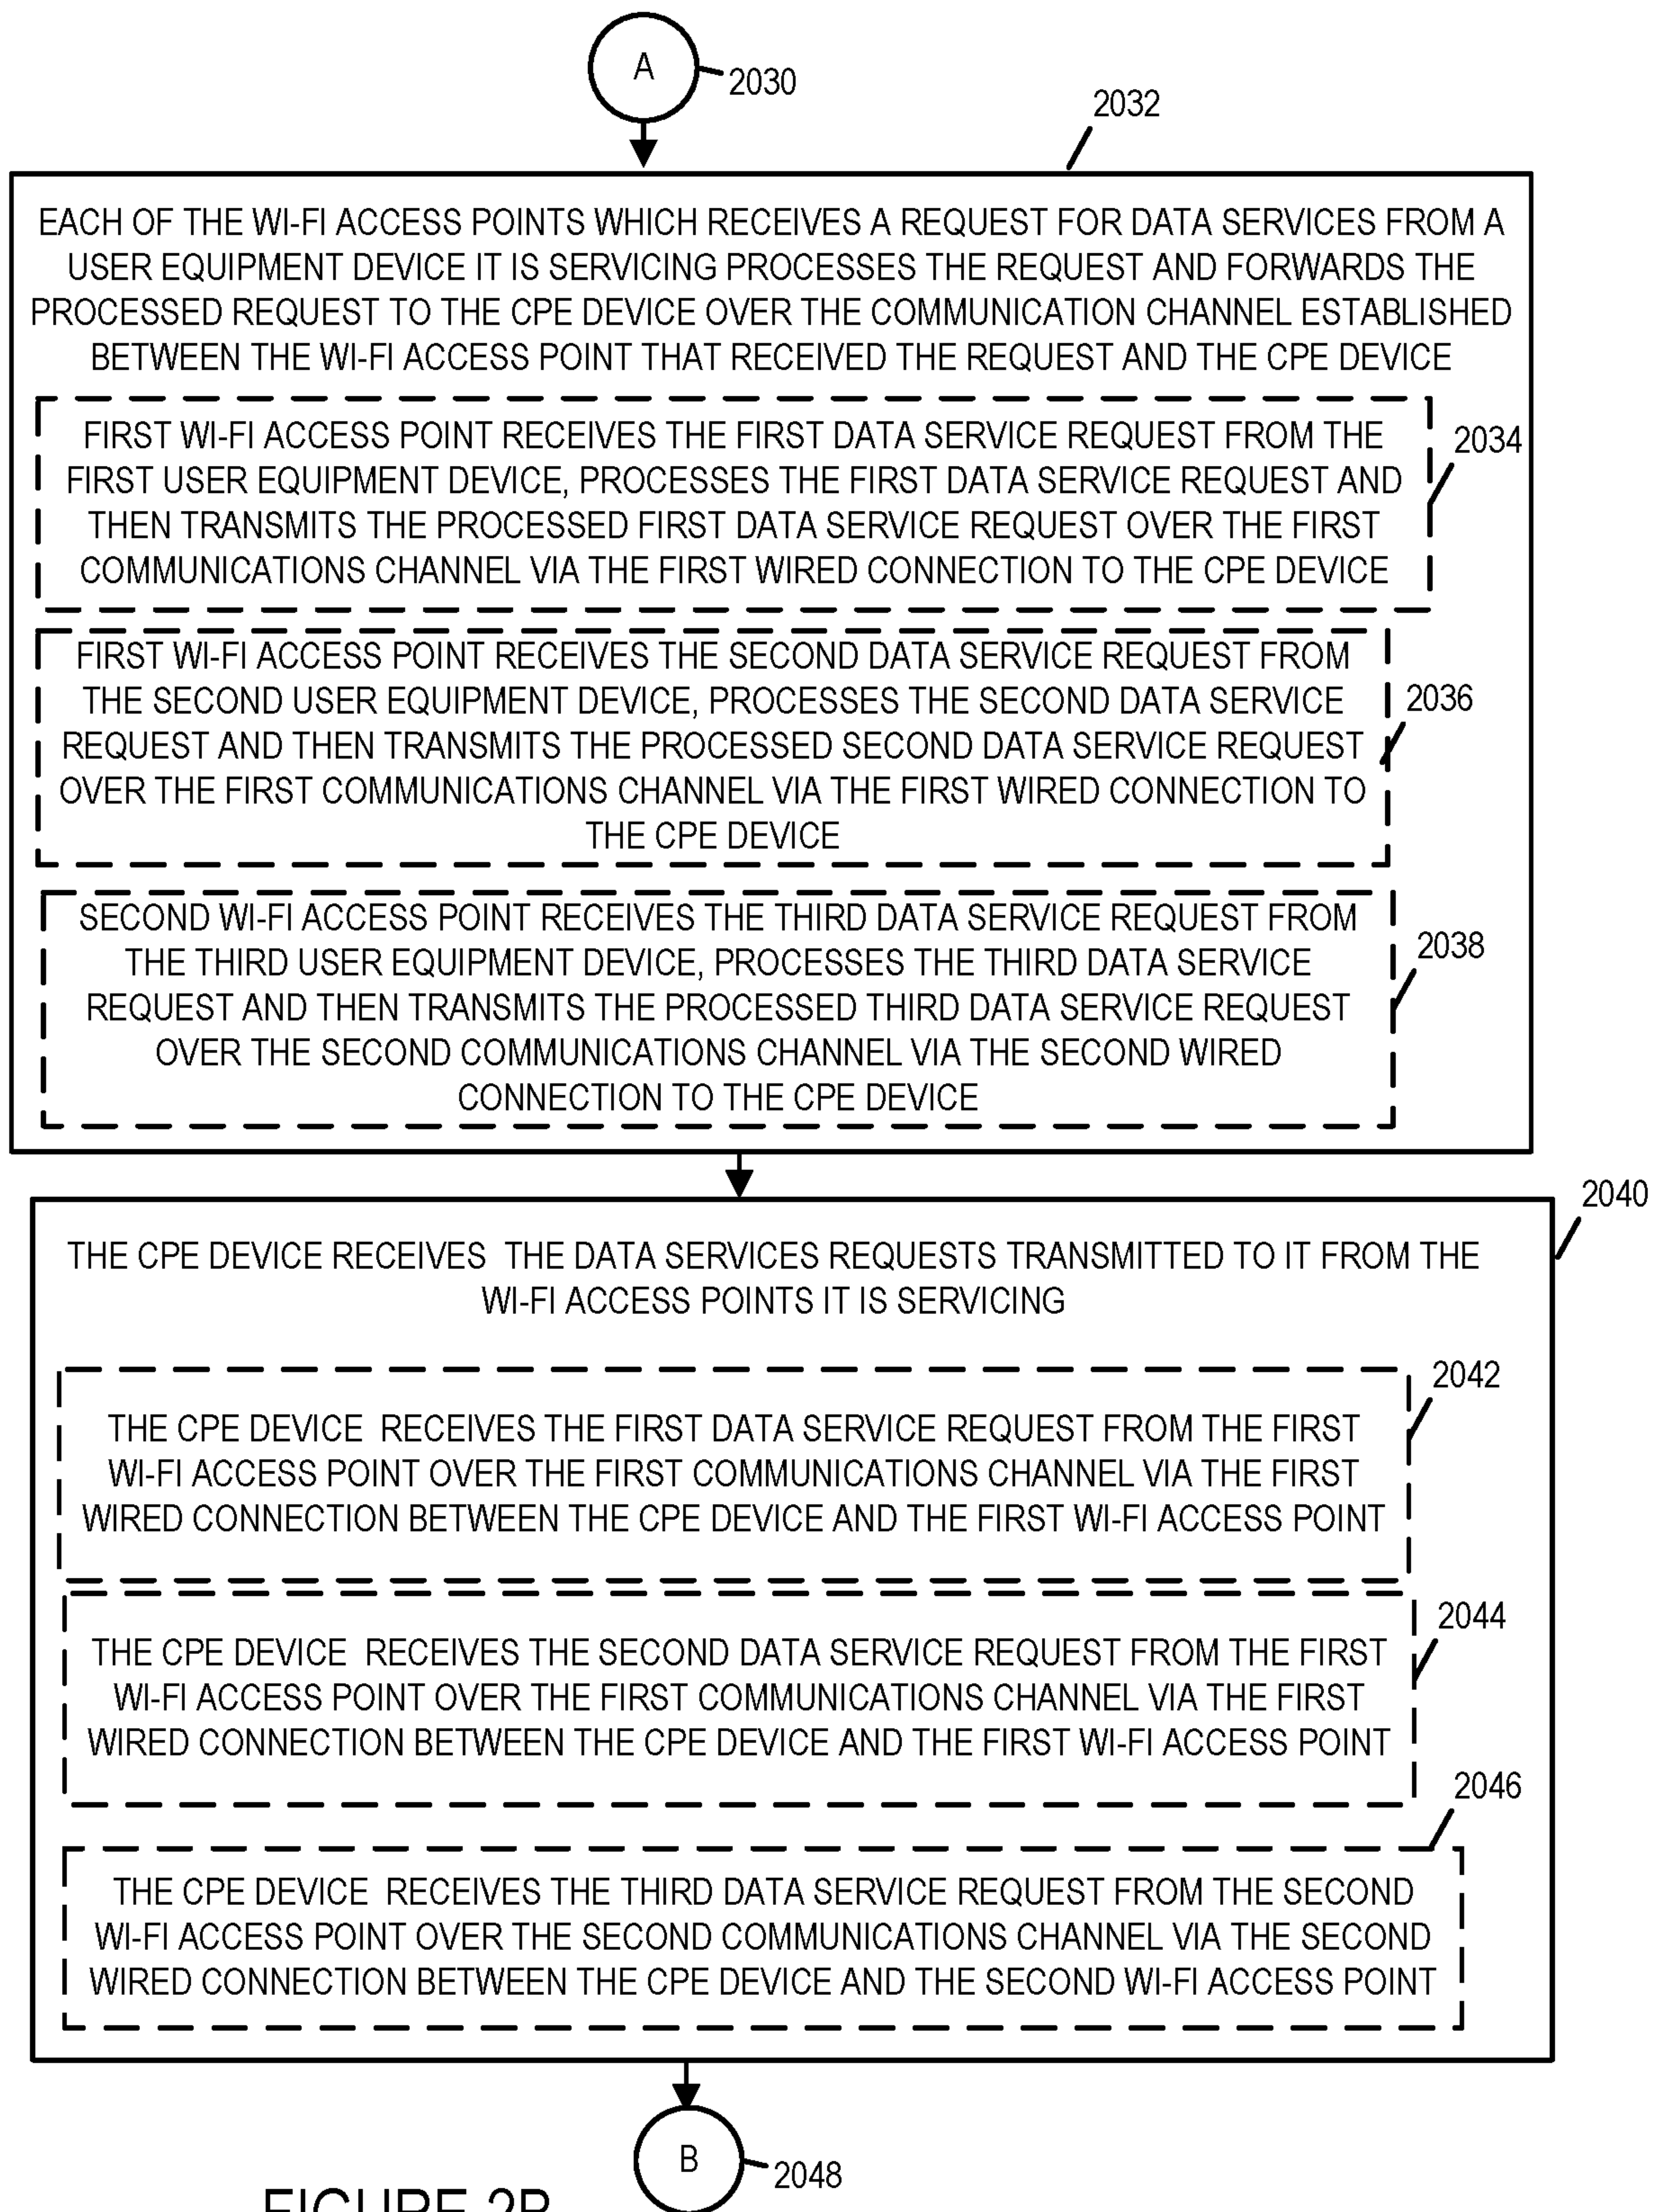 A
2030
2032
EACH OF THE WI-FI ACCESS POINTS WHICH RECEIVES A REQUEST FOR DATA SERVICES FROM A
USER EQUIPMENT DEVICE IT IS SERVICING PROCESSES THE REQUEST AND FORWARDS THE
PROCESSED REQUEST TO THE CPE DEVICE OVER THE COMMUNICATION CHANNEL ESTABLISHED
BETWEEN THE WI-FI ACCESS POINT THAT RECEIVED THE REQUEST AND THE CPE DEVICE
FIRST WI-FI ACCESS POINT RECEIVES THE FIRST DATA SERVICE REQUEST FROM THE
FIRST USER EQUIPMENT DEVICE, PROCESSES THE FIRST DATA SERVICE REQUEST AND
THEN TRANSMITS THE PROCESSED FIRST DATA SERVICE REQUEST OVER THE FIRST
COMMUNICATIONS CHANNEL VIA THE FIRST WIRED CONNECTION TO THE CPE DEVICE
2034
FIRST WI-FI ACCESS POINT RECEIVES THE SECOND DATA SERVICE REQUEST FROM
THE SECOND USER EQUIPMENT DEVICE, PROCESSES THE SECOND DATA SERVICE
REQUEST AND THEN TRANSMITS THE PROCESSED SECOND DATA SERVICE REQUEST
OVER THE FIRST COMMUNICATIONS CHANNEL VIA THE FIRST WIRED CONNECTION TO
THE CPE DEVICE
2036
SECOND WI-FI ACCESS POINT RECEIVES THE THIRD DATA SERVICE REQUEST FROM
THE THIRD USER EQUIPMENT DEVICE, PROCESSES THE THIRD DATA SERVICE
REQUEST AND THEN TRANSMITS THE PROCESSED THIRD DATA SERVICE REQUEST
OVER THE SECOND COMMUNICATIONS CHANNEL VIA THE SECOND WIRED
CONNECTION TO THE CPE DEVICE
2038
2040
THE CPE DEVICE RECEIVES THE DATA SERVICES REQUESTS TRANSMITTED TO IT FROM THE
WI-FI ACCESS POINTS IT IS SERVICING
2042
THE CPE DEVICE RECEIVES THE FIRST DATA SERVICE REQUEST FROM THE FIRST
WI-FI ACCESS POINT OVER THE FIRST COMMUNICATIONS CHANNEL VIA THE FIRST
WIRED CONNECTION BETWEEN THE CPE DEVICE AND THE FIRST WI-FI ACCESS POINT
2044
THE CPE DEVICE RECEIVES THE SECOND DATA SERVICE REQUEST FROM THE FIRST
WI-FI ACCESS POINT OVER THE FIRST COMMUNICATIONS CHANNEL VIA THE FIRST
WIRED CONNECTION BETWEEN THE CPE DEVICE AND THE FIRST WI-FI ACCESS POINT
2046
THE CPE DEVICE RECEIVES THE THIRD DATA SERVICE REQUEST FROM THE SECOND
WI-FI ACCESS POINT OVER THE SECOND COMMUNICATIONS CHANNEL VIA THE SECOND
WIRED CONNECTION BETWEEN THE CPE DEVICE AND THE SECOND WI-FI ACCESS POINT
B
2048
FIGURE 2B